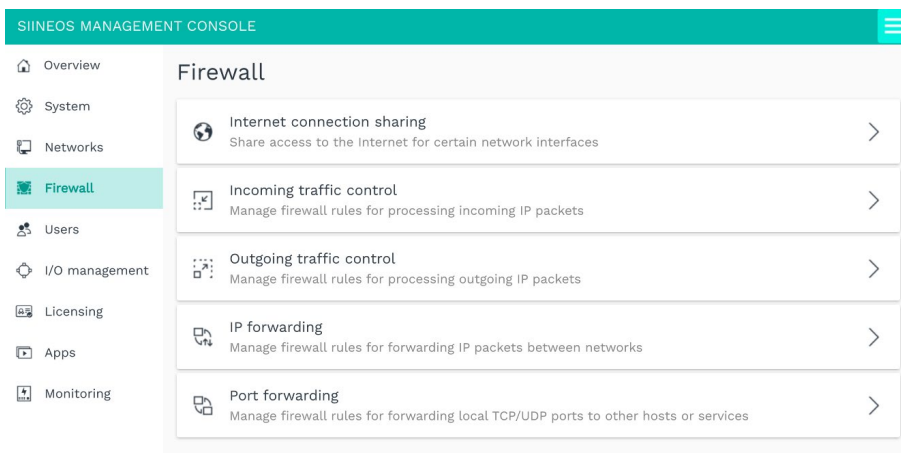 SIINEOS MANAGEMENT CONSOLE
Overview
System
Networks
Firewall
Users
I/O management
Licensing
Apps
Monitoring
Firewall
Internet connection sharing
Share access to the Internet for certain network interfaces
Incoming traffic control
Manage firewall rules for processing incoming IP packets
Outgoing traffic control
Manage firewall rules for processing outgoing IP packets
IP forwarding
Manage firewall rules for forwarding IP packets between networks
Port forwarding
Manage firewall rules for forwarding local TCP/UDP ports to other hosts or services